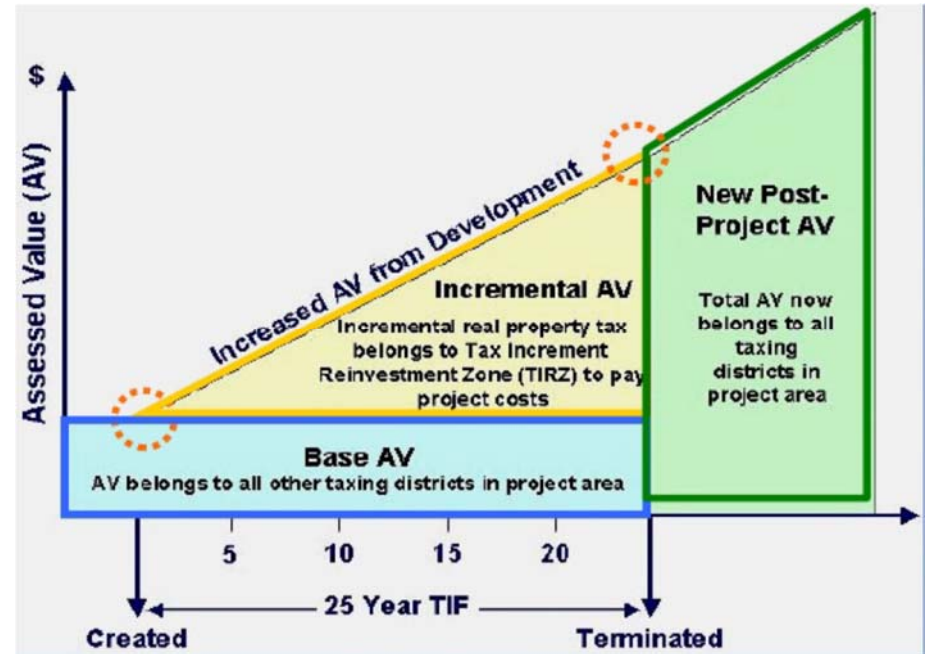 $
Assessed Value (AV)
Increased AV from Development
Incremental AV
Incremental real property tax
belongs to Tax Increment
Reinvestment Zone (TIRZ) to pay
project costs
New Post-
Project AV
Total AV now
belongs to all
taxing
districts in
project area
Base AV
AV belongs to all other taxing districts in project area
5 10 15 20
25 Year TIF
Created Terminated